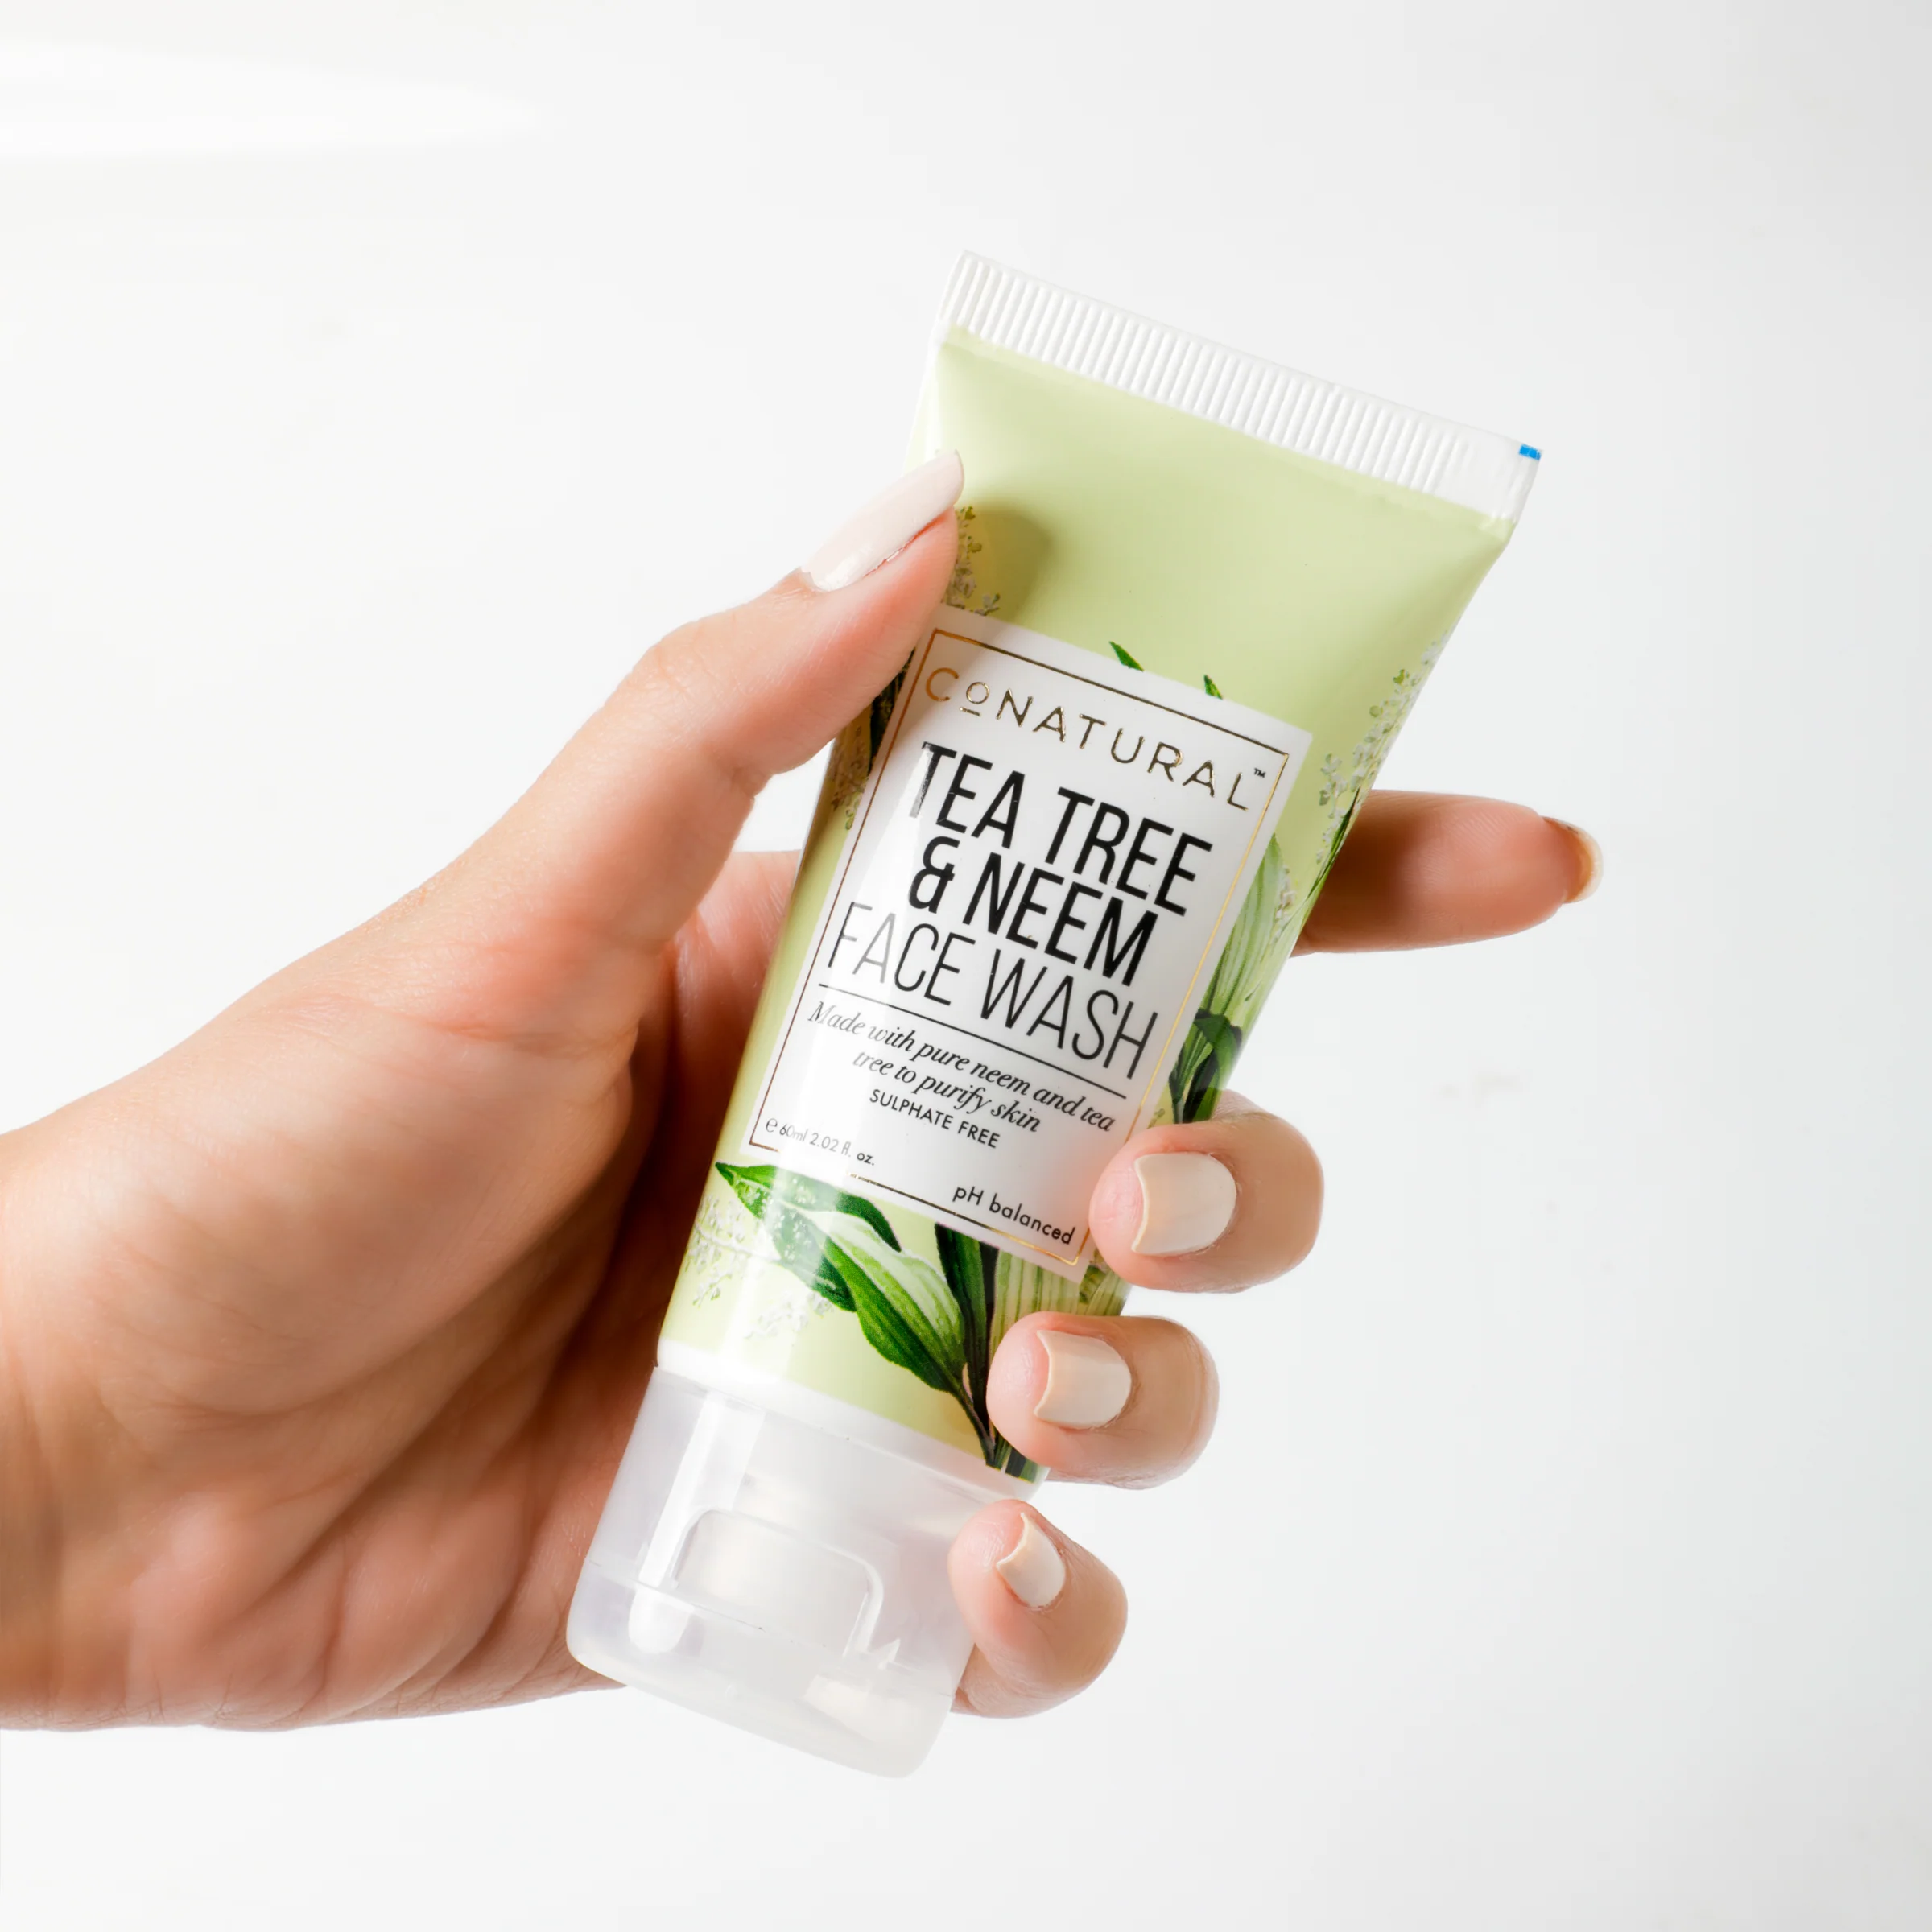 CONATURAL™
TEA TREE
& NEEM
FACE WASH
Made with pure neem and tea
tree to purify skin
SULPHATE FREE
℮ 60ml 2.02 fl. oz.
pH balanced